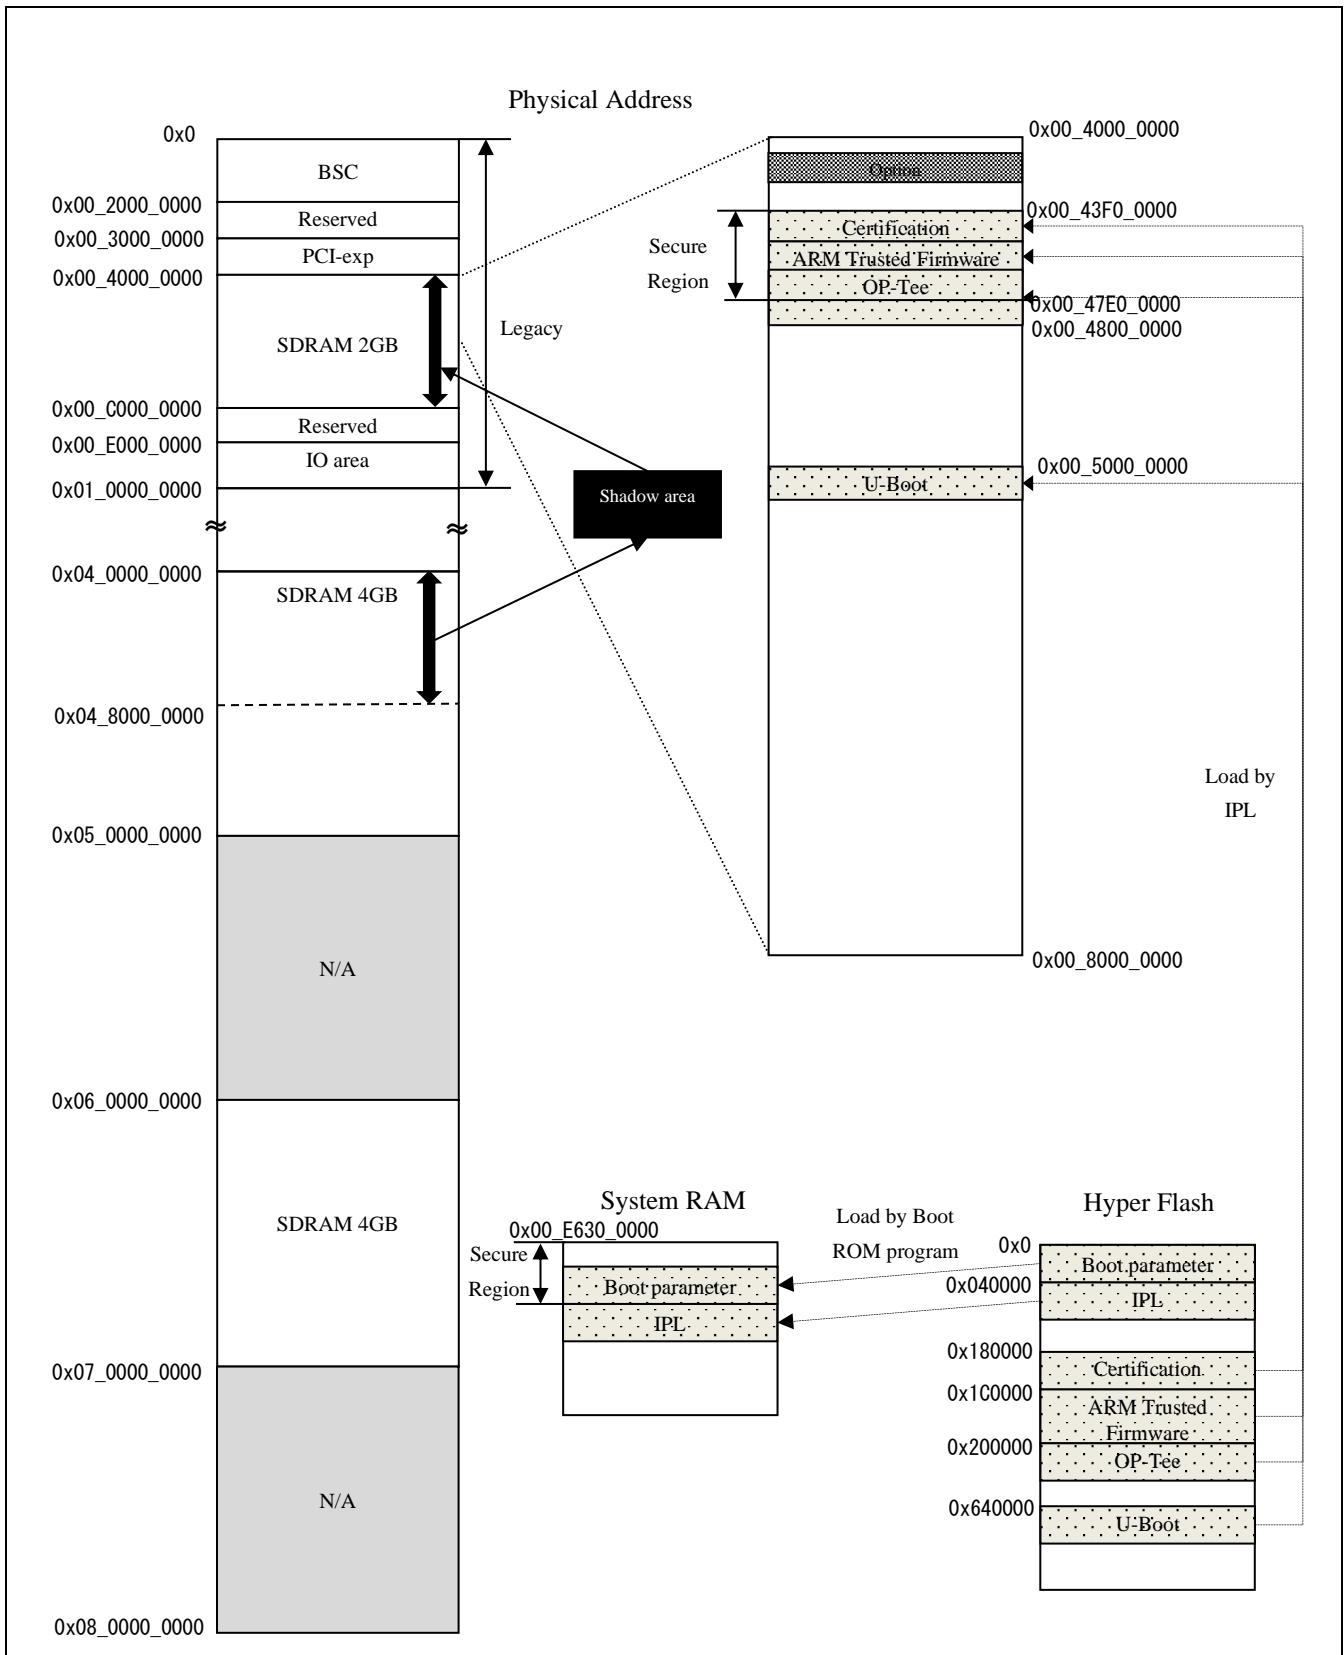 Physical Address
0x0
BSC
0x00_2000_0000
Reserved
0x00_3000_0000
PCI-exp
0x00_4000_0000
SDRAM 2GB
Legacy
0x00_C000_0000
Reserved
0x00_E000_0000
IO area
0x01_0000_0000
Shadow area
0x04_0000_0000
SDRAM 4GB
0x04_8000_0000
0x05_0000_0000
N/A
0x06_0000_0000
SDRAM 4GB
0x07_0000_0000
N/A
0x08_0000_0000
0x00_4000_0000
Option
0x00_43F0_0000
Secure
Region
Certification
ARM Trusted Firmware
OP-Tee
0x00_47E0_0000
0x00_4800_0000
0x00_5000_0000
U-Boot
0x00_8000_0000
Load by
IPL
System RAM
0x00_E630_0000
Secure
Region
Boot parameter
IPL
Load by Boot
ROM program
Hyper Flash
0x0
Boot parameter
0x040000
IPL
0x180000
Certification
0x1C0000
ARM Trusted
Firmware
0x200000
OP-Tee
0x640000
U-Boot